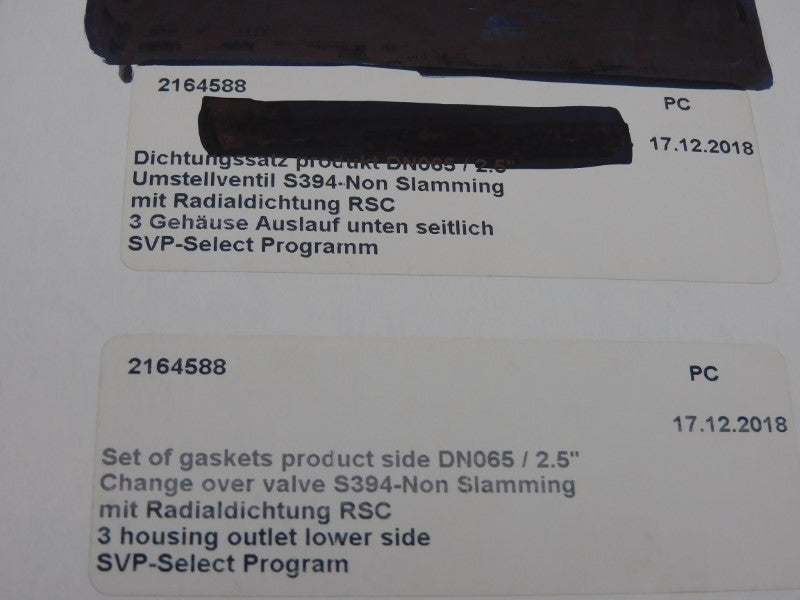 2164588
PC
17.12.2018
Dichtungssatz produkt DN065 / 2.5"
Umstellventil S394-Non Slamming
mit Radialdichtung RSC
3 Gehäuse Auslauf unten seitlich
SVP-Select Programm
2164588
PC
17.12.2018
Set of gaskets product side DN065 / 2.5"
Change over valve S394-Non Slamming
mit Radialdichtung RSC
3 housing outlet lower side
SVP-Select Program